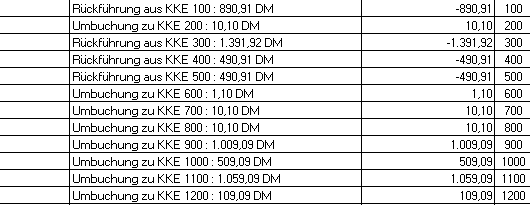 Rückführung aus KKE 100 : 890,91 DM -890,91 100
Umbuchung zu KKE 200 : 10,10 DM 10,10 200
Rückführung aus KKE 300 : 1.391,92 DM -1.391,92 300
Rückführung aus KKE 400 : 490,91 DM -490,91 400
Rückführung aus KKE 500 : 490,91 DM -490,91 500
Umbuchung zu KKE 600 : 1,10 DM 1,10 600
Umbuchung zu KKE 700 : 10,10 DM 10,10 700
Umbuchung zu KKE 800 : 10,10 DM 10,10 800
Umbuchung zu KKE 900 : 1.009,09 DM 1.009,09 900
Umbuchung zu KKE 1000 : 509,09 DM 509,09 1000
Umbuchung zu KKE 1100 : 1.059,09 DM 1.059,09 1100
Umbuchung zu KKE 1200 : 109,09 DM 109,09 1200